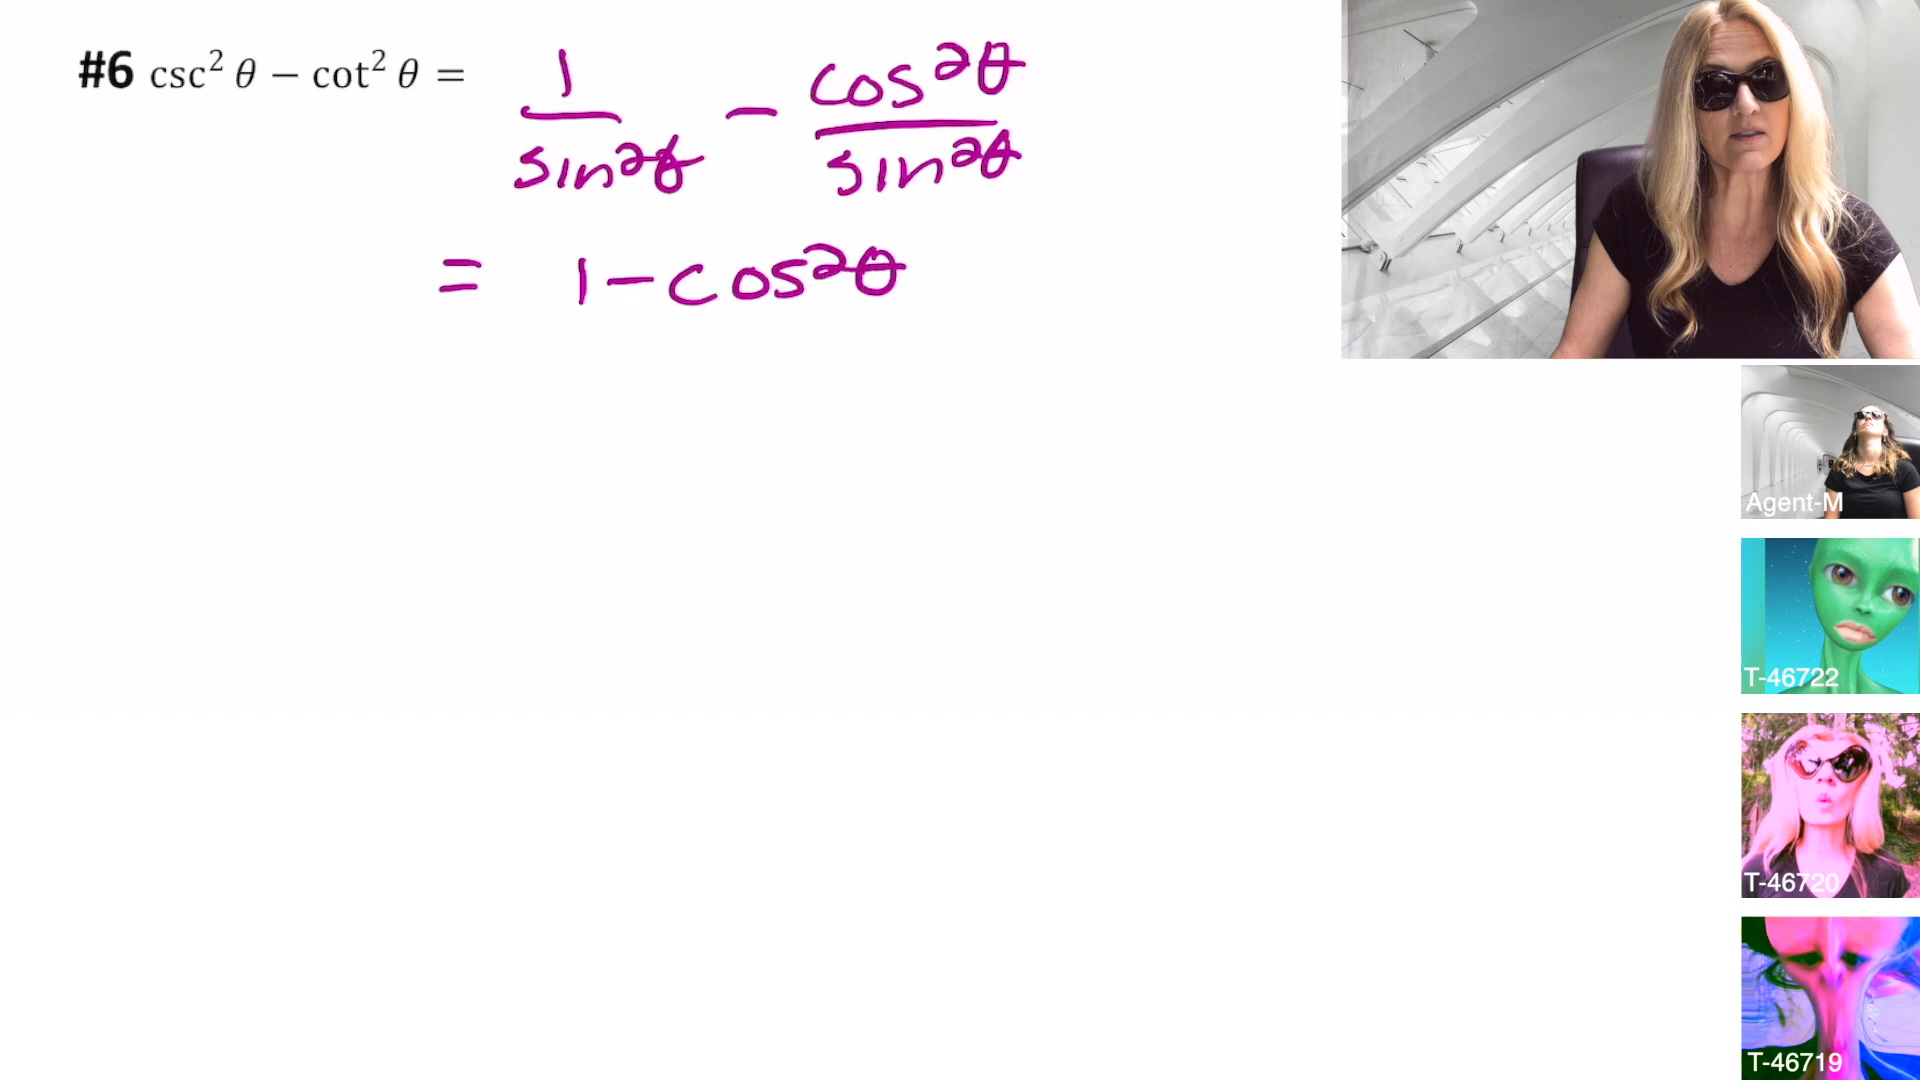 #6 csc² θ − cot² θ = 1/sin²θ − cos²θ/sin²θ
= 1 − cos²θ
Agent-M
T-46722
T-46720
T-46719